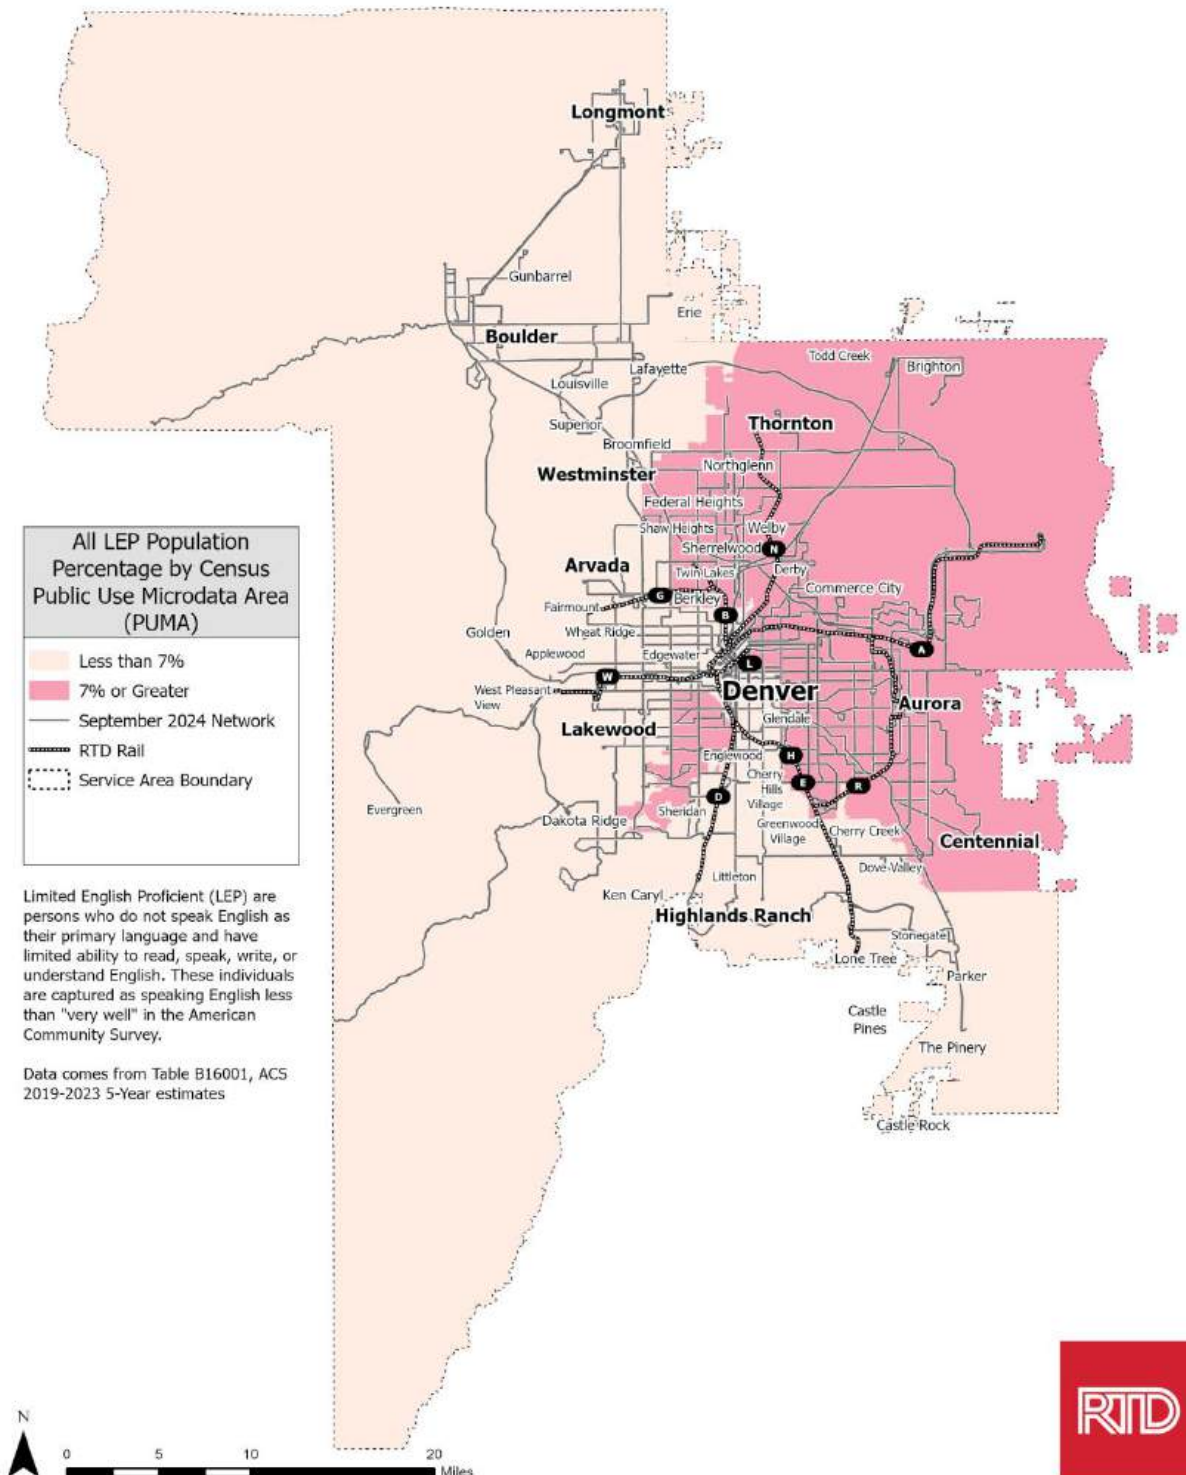 Longmont
Gunbarrel
Erie
Boulder
Todd Creek
Brighton
Lafayette
Louisville
Superior
Thornton
Broomfield
Westminster
Northglenn
Federal Heights
Shaw Heights
Welby
Sherrelwood
N
Arvada
Twin Lakes
Derby
Commerce City
G
Berkley
Fairmount
B
Golden
Wheat Ridge
Applewood
Edgewater
A
L
W
West Pleasant
View
Denver
Aurora
Glendale
Lakewood
Englewood
H
Cherry
Hills
Village
E
R
D
Evergreen
Sheridan
Dakota Ridge
Greenwood
Village
Cherry Creek
Centennial
Dove Valley
Littleton
Ken Caryl
Highlands Ranch
Stonegate
Lone Tree
Parker
Castle
Pines
The Pinery
Castle Rock
All LEP Population
Percentage by Census
Public Use Microdata Area
(PUMA)
Less than 7%
7% or Greater
September 2024 Network
RTD Rail
Service Area Boundary
Limited English Proficient (LEP) are
persons who do not speak English as
their primary language and have
limited ability to read, speak, write, or
understand English. These individuals
are captured as speaking English less
than "very well" in the American
Community Survey.
Data comes from Table B16001, ACS
2019-2023 5-Year estimates
N
0 5 10 20
Miles
RTD